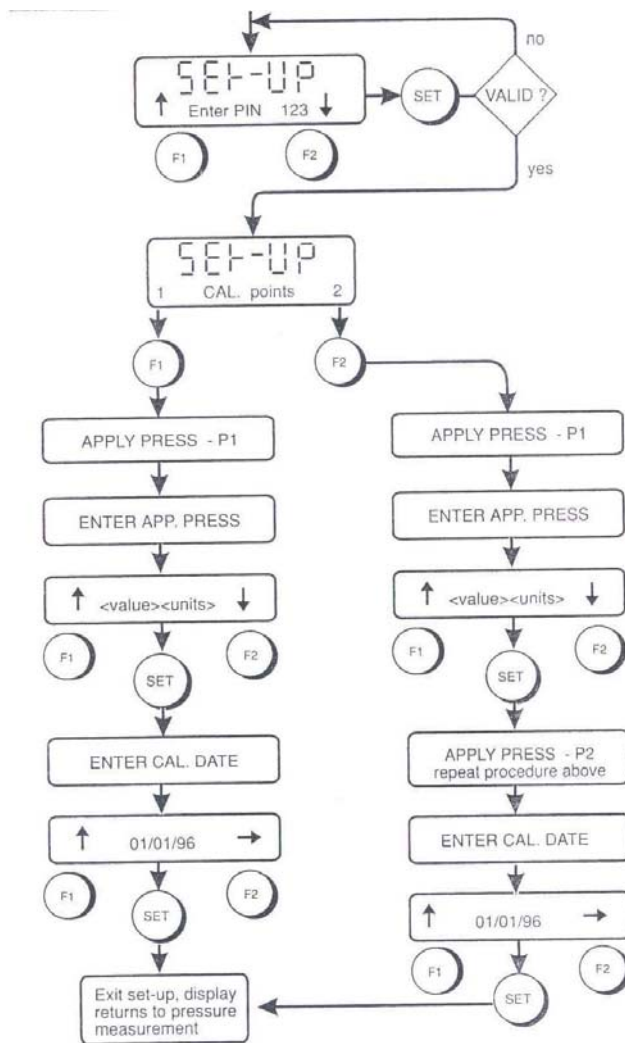 no
SEt-UP
Enter PIN 123
SET
VALID ?
F1
F2
yes
SEt-UP
1 CAL. points 2
F1
F2
APPLY PRESS - P1
ENTER APP. PRESS
<value><units>
F1
F2
SET
ENTER CAL. DATE
01/01/96
F1
F2
SET
Exit set-up, display
returns to pressure
measurement
APPLY PRESS - P1
ENTER APP. PRESS
<value><units>
F1
F2
SET
APPLY PRESS - P2
repeat procedure above
ENTER CAL. DATE
01/01/96
F1
F2
SET